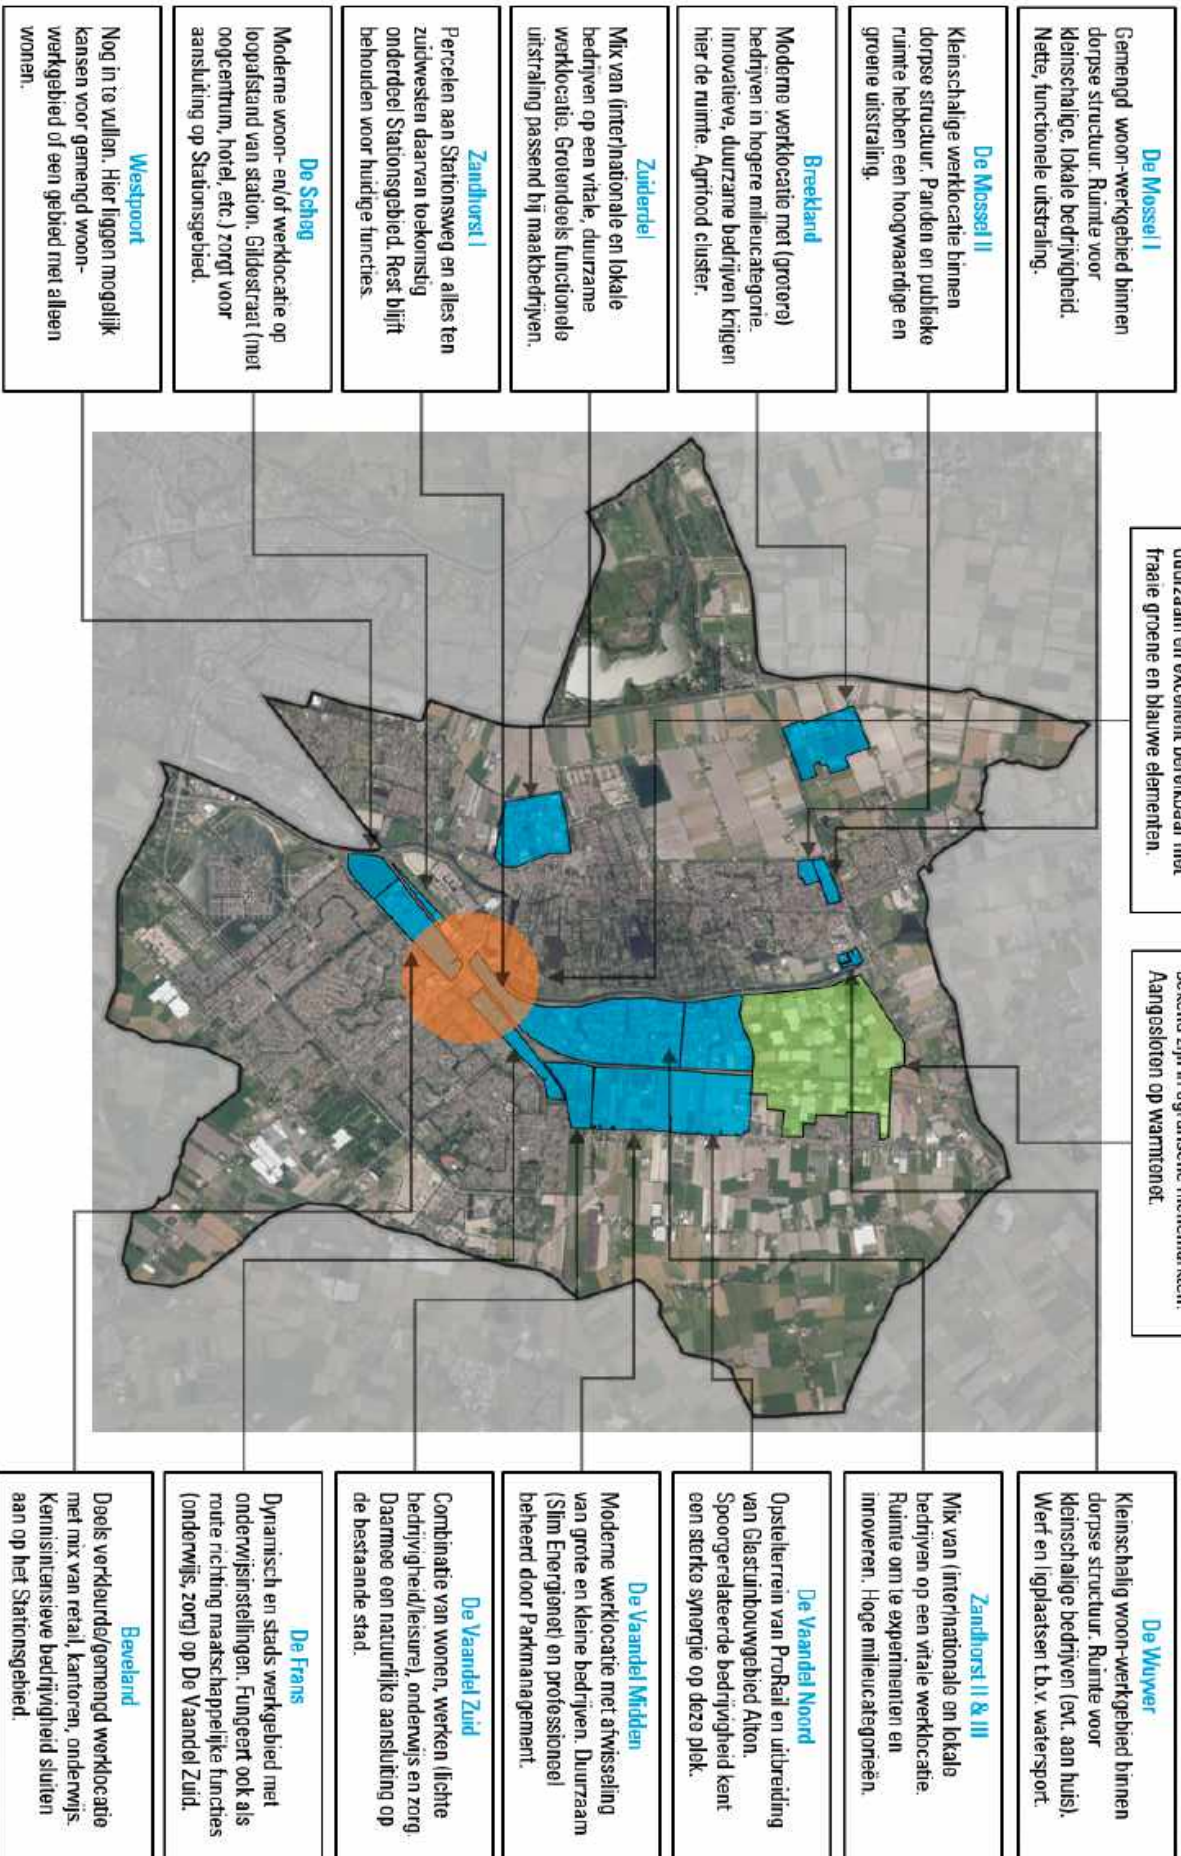 De Mossel I
Gemengd woon-werkgebied binnen
dorpse structuur. Ruimte voor
kleinschalige, lokale bedrijvigheid.
Nette, functionele uitstraling.
De Mossel II
Kleinschalige werklocatie binnen
dorpse structuur. Panden en publieke
ruimte hebben een hoogwaardige en
groene uitstraling.
Breekland
Moderne werklocatie met (grotere)
bedrijven in hogere milieucategorie.
Innovatieve, duurzame bedrijven krijgen
hier de ruimte. Agrifood cluster.
Zuiderdel
Mix van (inter)nationale en lokale
bedrijven op een vitale, duurzame
werklocatie. Grotendeels functionele
uitstraling passend bij maakbedrijven.
Zandhorst I
Percelen aan Stationsweg en alles ten
zuidwesten daarvan toekomstig
onderdeel Stationsgebied. Rest blijft
behouden voor huidige functies.
De Scheg
Moderne woon- en/of werklocatie op
loopafstand van station. Gildestraat (met
oogcentrum, hotel, etc.) zorgt voor
aansluiting op Stationsgebied.
Westpoort
Nog in te vullen. Hier liggen mogelijk
kansen voor gemengd woon-
werkgebied of een gebied met alleen
wonen.
duurzaam en excellent bereikbaar met
fraaie groene en blauwe elementen.
Aangesloten op warmtenet.
De Wuyver
Kleinschalig woon-werkgebied binnen
dorpse structuur. Ruimte voor
kleinschalige bedrijven (evt. aan huis).
Werf en ligplaatsen t.b.v. watersport.
Zandhorst II & III
Mix van (inter)nationale en lokale
bedrijven op een vitale werklocatie.
Ruimte om te experimenten en
innoveren. Hoge milieucategorieën.
De Vaandel Noord
Opstelterrein van ProRail en uitbreiding
van Glastuinbouwgebied Alton.
Spoorgerelateerde bedrijvigheid kent
een sterke synergie op deze plek.
De Vaandel Midden
Moderne werklocatie met afwisseling
van grote en kleine bedrijven. Duurzaam
(Slim Energienet) en professioneel
beheerd door Parkmanagement.
De Vaandel Zuid
Combinatie van wonen, werken (lichte
bedrijvigheid/leisure), onderwijs en zorg.
Daarmee een natuurlijke aansluiting op
de bestaande stad.
De Frans
Dynamisch en stads werkgebied met
onderwijsinstellingen. Fungeert ook als
route richting maatschappelijke functies
(onderwijs, zorg) op De Vaandel Zuid.
Beveland
Deels verkleurde/gemengd werklocatie
met mix van retail, kantoren, onderwijs.
Kennisintensieve bedrijvigheid sluiten
aan op het Stationsgebied.